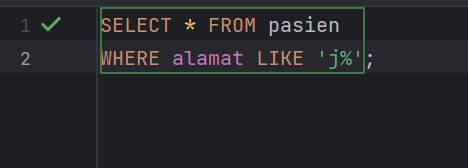 1 SELECT * FROM pasien
2 WHERE alamat LIKE 'j%';